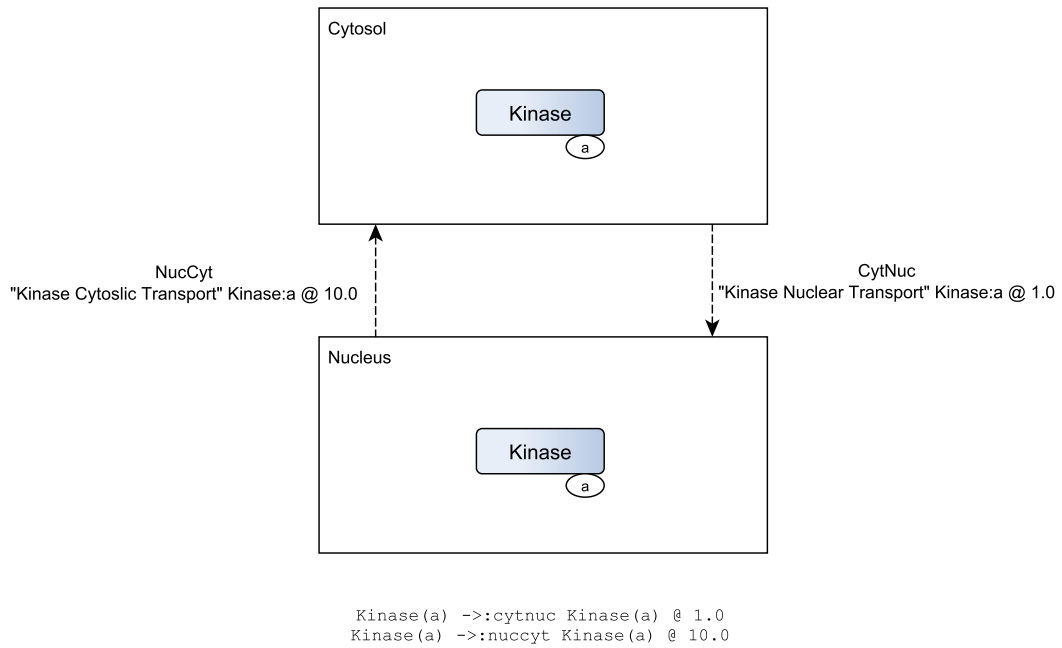 Cytosol
Kinase
a
NucCyt
"Kinase Cytoslic Transport" Kinase:a @ 10.0
CytNuc
"Kinase Nuclear Transport" Kinase:a @ 1.0
Nucleus
Kinase
a
Kinase(a) ->:cytnuc Kinase(a) @ 1.0
Kinase(a) ->:nuccyt Kinase(a) @ 10.0